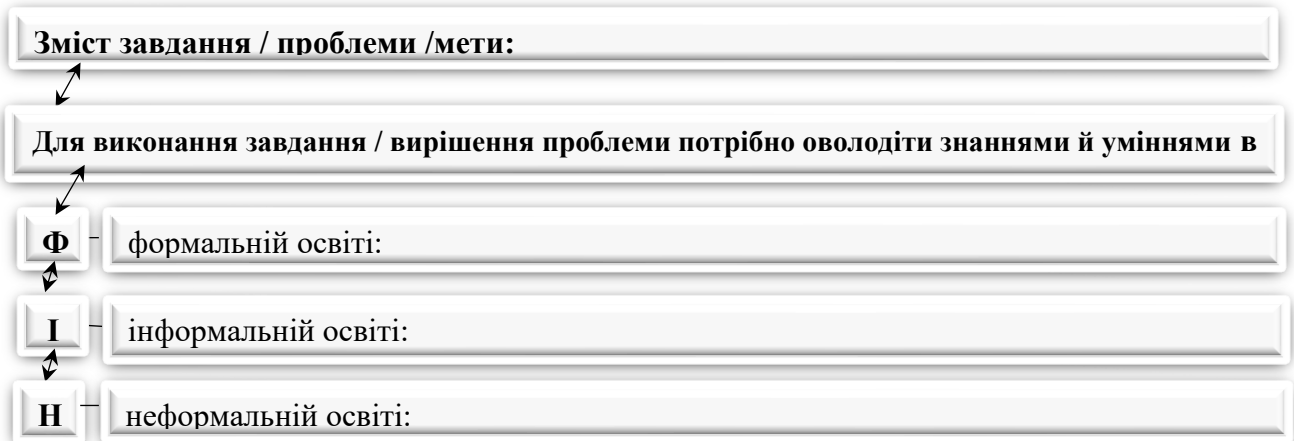 Зміст завдання / проблеми /мети:
Для виконання завдання / вирішення проблеми потрібно оволодіти знаннями й уміннями в
Ф формальній освіті:
І інформальній освіті:
Н неформальній освіті: